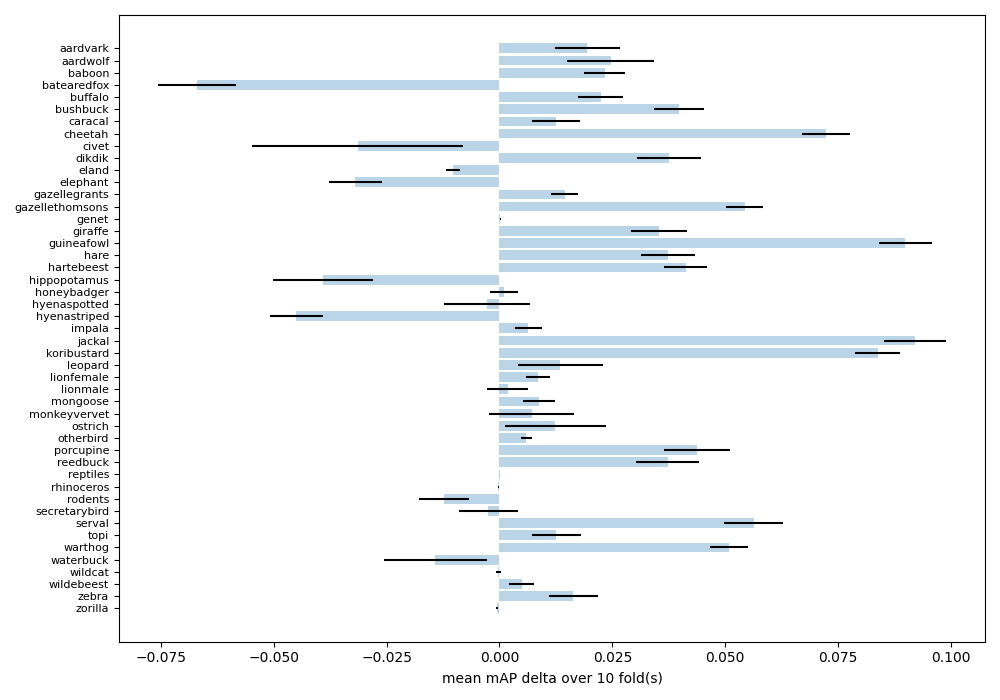 aardvark
aardwolf
baboon
batearedfox
buffalo
bushbuck
caracal
cheetah
civet
dikdik
eland
elephant
gazellegrants
gazellethomsons
genet
giraffe
guineafowl
hare
hartebeest
hippopotamus
honeybadger
hyenaspotted
hyenastriped
impala
jackal
koribustard
leopard
lionfemale
lionmale
mongoose
monkeyvervet
ostrich
otherbird
porcupine
reedbuck
reptiles
rhinoceros
rodents
secretarybird
serval
topi
warthog
waterbuck
wildcat
wildebeest
zebra
zorilla
−0.075 −0.050 −0.025 0.000 0.025 0.050 0.075 0.100
mean mAP delta over 10 fold(s)